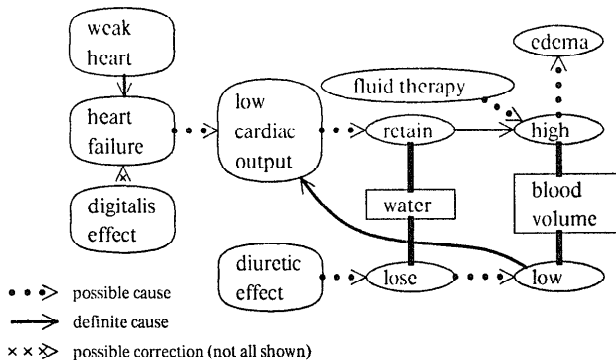 weak
heart
heart
failure
digitalis
effect
low
cardiac
output
fluid therapy
edema
retain
high
water
blood
volume
diuretic
effect
lose
low
possible cause
definite cause
possible correction (not all shown)